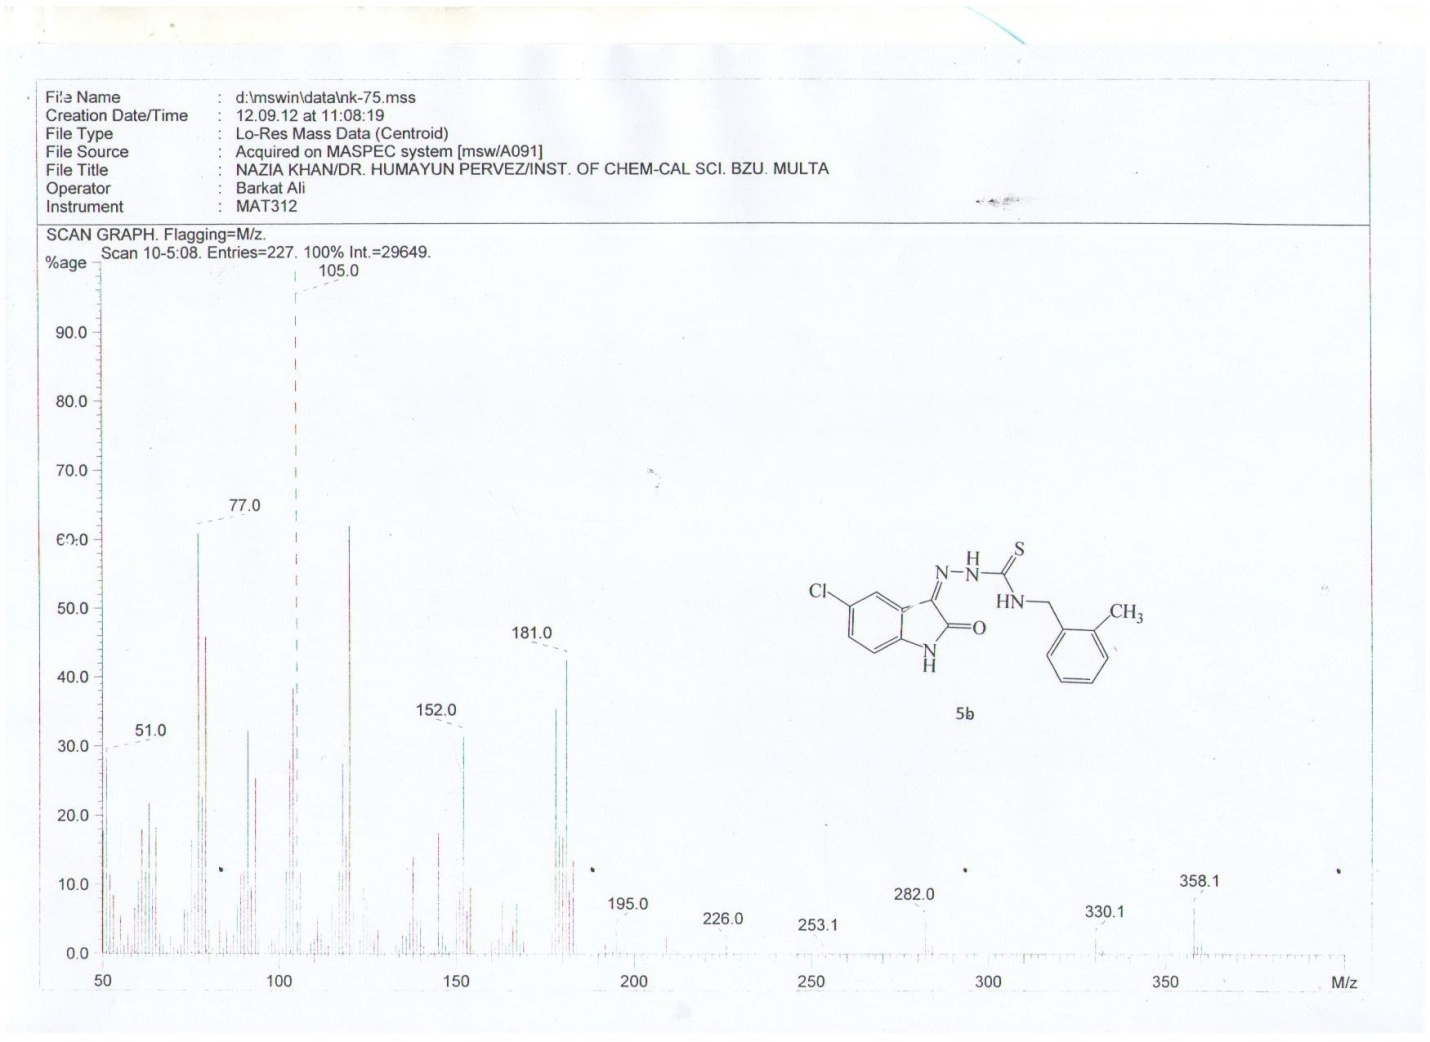 File Name : d:\mswin\data\nk-75.mss
Creation Date/Time : 12.09.12 at 11:08:19
File Type : Lo-Res Mass Data (Centroid)
File Source : Acquired on MASPEC system [msw/A091]
File Title : NAZIA KHAN/DR. HUMAYUN PERVEZ/INST. OF CHEM-CAL SCI. BZU. MULTA
Operator : Barkat Ali
Instrument : MAT312
SCAN GRAPH. Flagging=M/z.
Scan 10-5:08. Entries=227. 100% Int.=29649.
%age
105.0
90.0
80.0
70.0
77.0
60.0
50.0
181.0
40.0
152.0
51.0
30.0
20.0
10.0
195.0
226.0
253.1
282.0
330.1
358.1
0.0
50 100 150 200 250 300 350 M/z
Cl
N
H
N
S
HN
CH3
O
N
H
5b